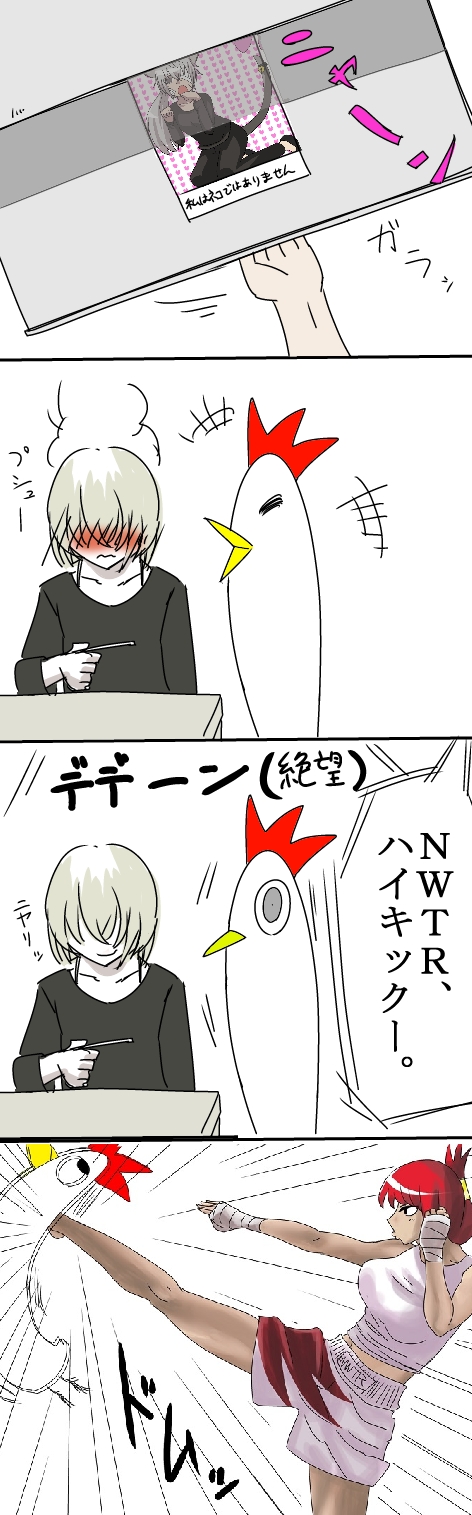 ジャーン
私はネコではありません
ガラッ
プシュー
デデーン(絶望)
NWTR、
ハイキックー。
ニヤリッ
ドムッ